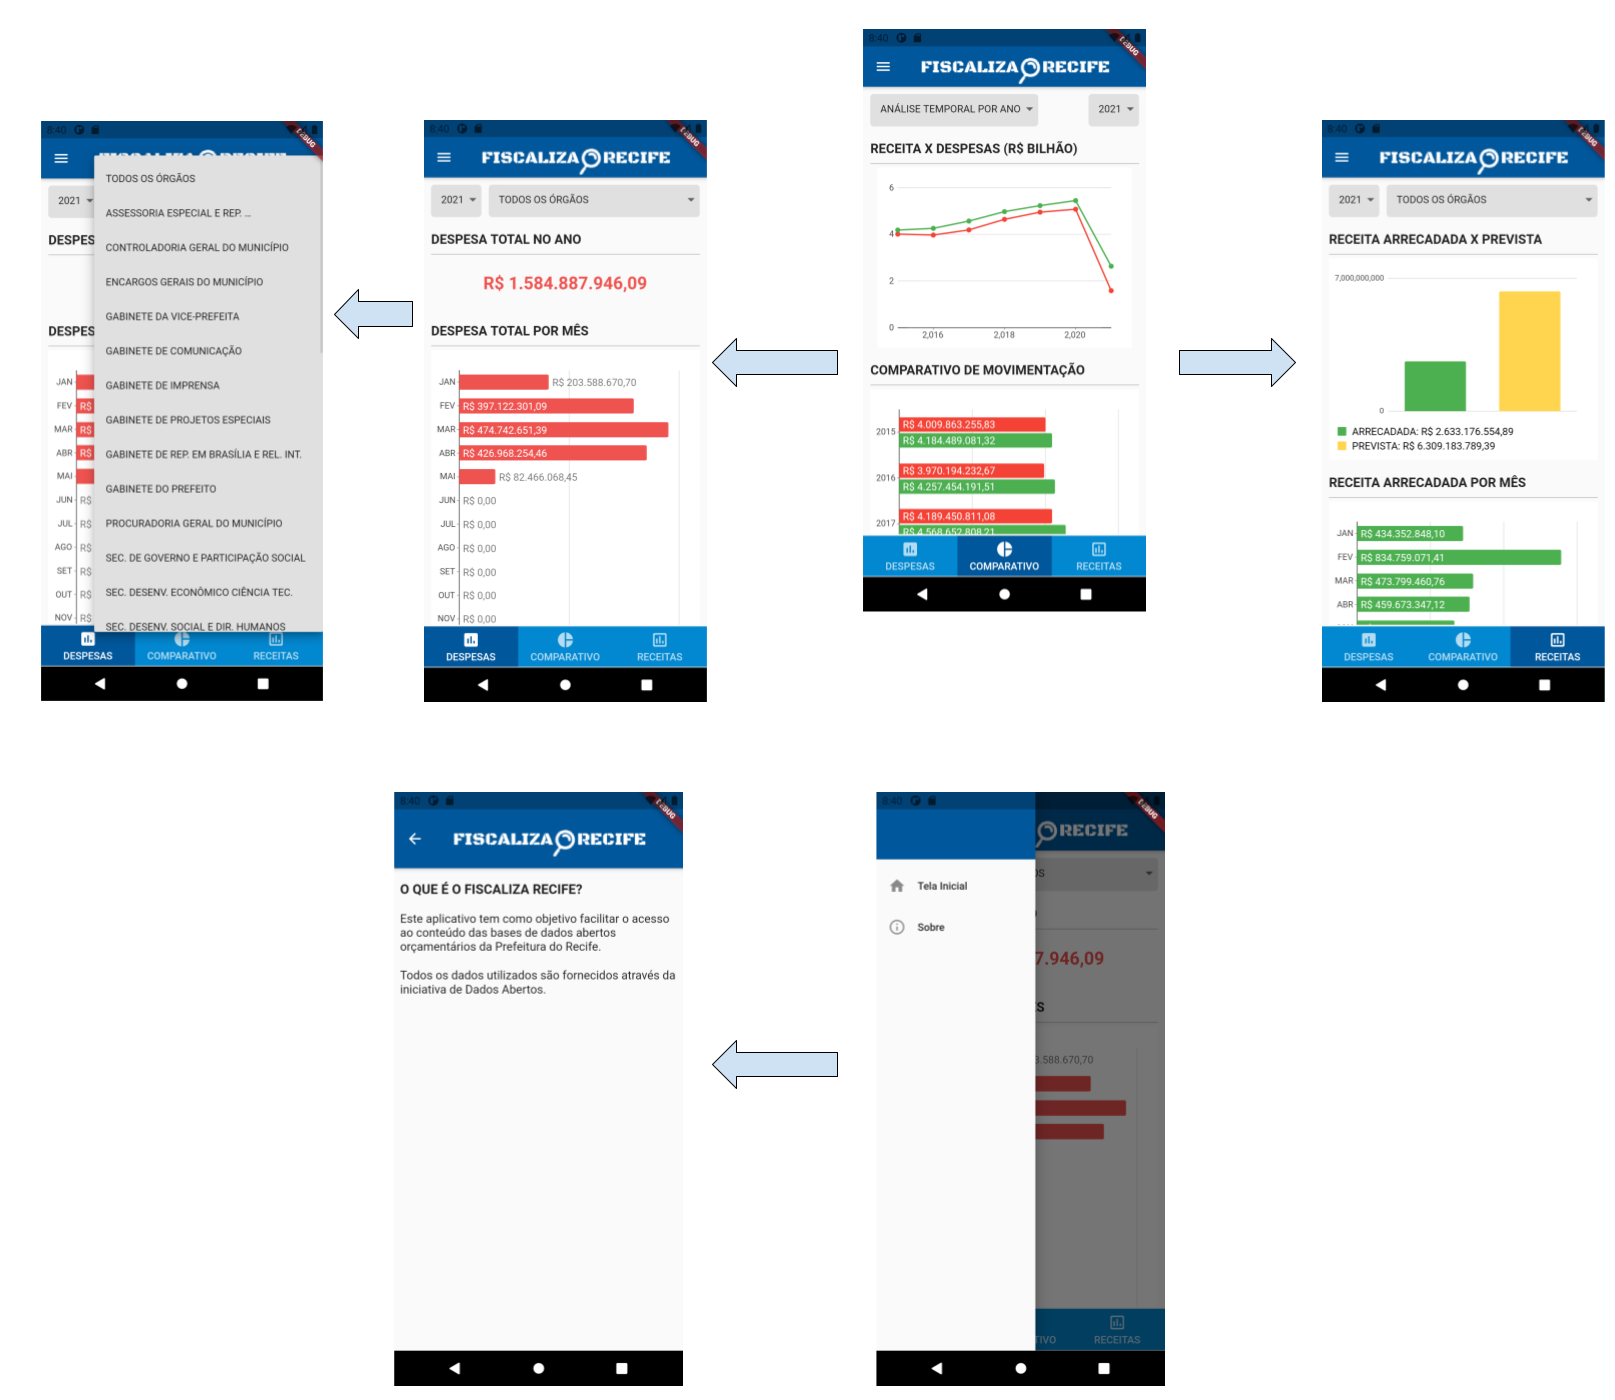 8:40
TODOS OS ÓRGÃOS
ASSESSORIA ESPECIAL E REP. ...
CONTROLADORIA GERAL DO MUNICÍPIO
ENCARGOS GERAIS DO MUNICÍPIO
GABINETE DA VICE-PREFEITA
GABINETE DE COMUNICAÇÃO
GABINETE DE IMPRENSA
GABINETE DE PROJETOS ESPECIAIS
GABINETE DE REP. EM BRASÍLIA E REL. INT.
GABINETE DO PREFEITO
PROCURADORIA GERAL DO MUNICÍPIO
SEC. DE GOVERNO E PARTICIPAÇÃO SOCIAL
SEC. DESENV. ECONÔMICO CIÊNCIA TEC.
SEC. DESENV. SOCIAL E DIR. HUMANOS
2021
DESPES
DESPES
JAN
FEV R$
MAR R$
ABR R$
MAI
JUN R$
JUL R$
AGO R$
SET R$
OUT R$
NOV R$
DESPESAS COMPARATIVO RECEITAS
DEBUG
8:40
DEBUG
FISCALIZA RECIFE
2021 TODOS OS ÓRGÃOS
DESPESA TOTAL NO ANO
R$ 1.584.887.946,09
DESPESA TOTAL POR MÊS
JAN R$ 203.588.670,70
FEV R$ 397.122.301,09
MAR R$ 474.742.651,39
ABR R$ 426.968.254,46
MAI R$ 82.466.068,45
JUN R$ 0,00
JUL R$ 0,00
AGO R$ 0,00
SET R$ 0,00
OUT R$ 0,00
NOV R$ 0,00
DESPESAS COMPARATIVO RECEITAS
8:40
DEBUG
FISCALIZA RECIFE
ANÁLISE TEMPORAL POR ANO 2021
RECEITA X DESPESAS (R$ BILHÃO)
6
4
2
0
2,016 2,018 2,020
COMPARATIVO DE MOVIMENTAÇÃO
2015 R$ 4.009.863.255,83
R$ 4.184.489.081,32
2016 R$ 3.970.194.232,67
R$ 4.257.454.191,51
2017 R$ 4.189.450.811,08
R$ 4.568.652.808,21
DESPESAS COMPARATIVO RECEITAS
8:40
DEBUG
FISCALIZA RECIFE
2021 TODOS OS ÓRGÃOS
RECEITA ARRECADADA X PREVISTA
7,000,000,000
0
ARRECADADA: R$ 2.633.176.554,89
PREVISTA: R$ 6.309.183.789,39
RECEITA ARRECADADA POR MÊS
JAN R$ 434.352.848,10
FEV R$ 834.759.071,41
MAR R$ 473.799.460,76
ABR R$ 459.673.347,12
DESPESAS COMPARATIVO RECEITAS
8:40
DEBUG
FISCALIZA RECIFE
O QUE É O FISCALIZA RECIFE?
Este aplicativo tem como objetivo facilitar o acesso
ao conteúdo das bases de dados abertos
orçamentários da Prefeitura do Recife.
Todos os dados utilizados são fornecidos através da
iniciativa de Dados Abertos.
8:40
DEBUG
RECIFE
Tela Inicial
Sobre
OS
7.946,09
ÊS
3.588.670,70
TIVO RECEITAS